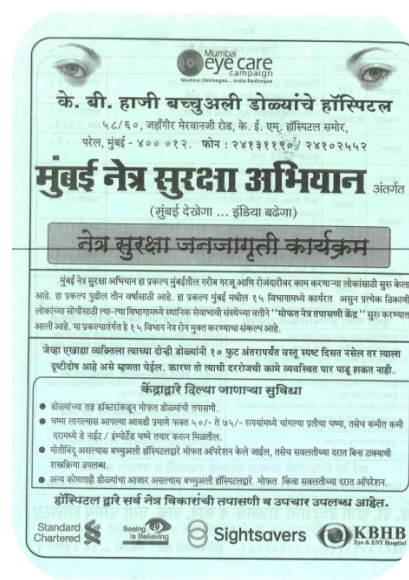 Mumbai
eye care
campaign
Mumbai Dekhega... India Badhega
के. बी. हाजी बच्चुअली डोळ्यांचे हॉस्पिटल
५८/६०, जहाँगीर मेरवानजी रोड, के. ई. एम्. हॉस्पिटल समोर,
परेल, मुंबई - ४०० ०१२. फोन : २४१३११९०/ २४१०२५५२
मुंबई नेत्र सुरक्षा अभियान अंतर्गत
(मुंबई देखेगा ... इंडिया बढेगा)
नेत्र सुरक्षा जनजागृती कार्यक्रम
मुंबई नेत्र सुरक्षा अभियान हा प्रकल्प मुंबईतील गरीब गरजू आणि रोजंदारीवर काम करणाऱ्या लोकांसाठी सुरु केला
आहे. हा प्रकल्प पुढील तीन वर्षांसाठी आहे. हा प्रकल्प मुंबई मधील १५ विभागामध्ये कार्यरत असुन प्रत्येक ठिकाणी
लोकांच्या सोयीसाठी त्या-त्या विभागामध्ये स्थानिक सेवाभावी संस्थेच्या वतीने "मोफत नेत्र तपासणी केंद्र" सुरू करण्यात
आली आहे. या प्रकल्पातर्गत हे १५ विभाग नेत्र रोग मुक्त करण्याचा संकल्प आहे.
जेव्हा एखाद्या व्यक्तिला त्याच्या दोन्ही डोळ्यांनी १० फुट अंतरापर्यंत वस्तू स्पष्ट दिसत नसेल तर त्याला
दृष्टीदोष आहे असे म्हणता येईल. कारण तो त्याची दररोजची कामे व्यवस्थित पार पाडू शकत नाही.
केंद्राद्वारे दिल्या जाणाऱ्या सुविधा
● डोळ्यांच्या तज्ञ डॉक्टरांकडून मोफत डोळ्यांची तपासणी.
● चष्मा लागल्यास आपल्या आवडी प्रमाणे फक्त ५०/- ते ७५/- रुपयांमध्ये चांगल्या प्रतीचा चष्मा, तसेच कमीत कमी
दरामध्ये डे नाईट / इंम्पोर्टेड चष्मे तयार करुन मिळतील.
● मोतीबिंदू असल्यास बच्चुअली हॉस्पिटलद्वारे मोफत ऑपरेशन केले जाईल, तसेच सवलतीच्या दरात बिना टाक्याची
शस्त्रक्रिया उपलब्ध.
● अन्य कोणताही डोळ्यांचा आजार असल्यास बच्चुअली हॉस्पिटलद्वारे मोफत किंवा सवलतीच्या दरात ऑपरेशन.
हॉस्पिटल द्वारे सर्व नेत्र विकारांची तपासणी व उपचार उपलब्ध आहेत.
Standard
Chartered
Seeing
is Believing
Sightsavers
KBHB
Eye & ENT Hospital